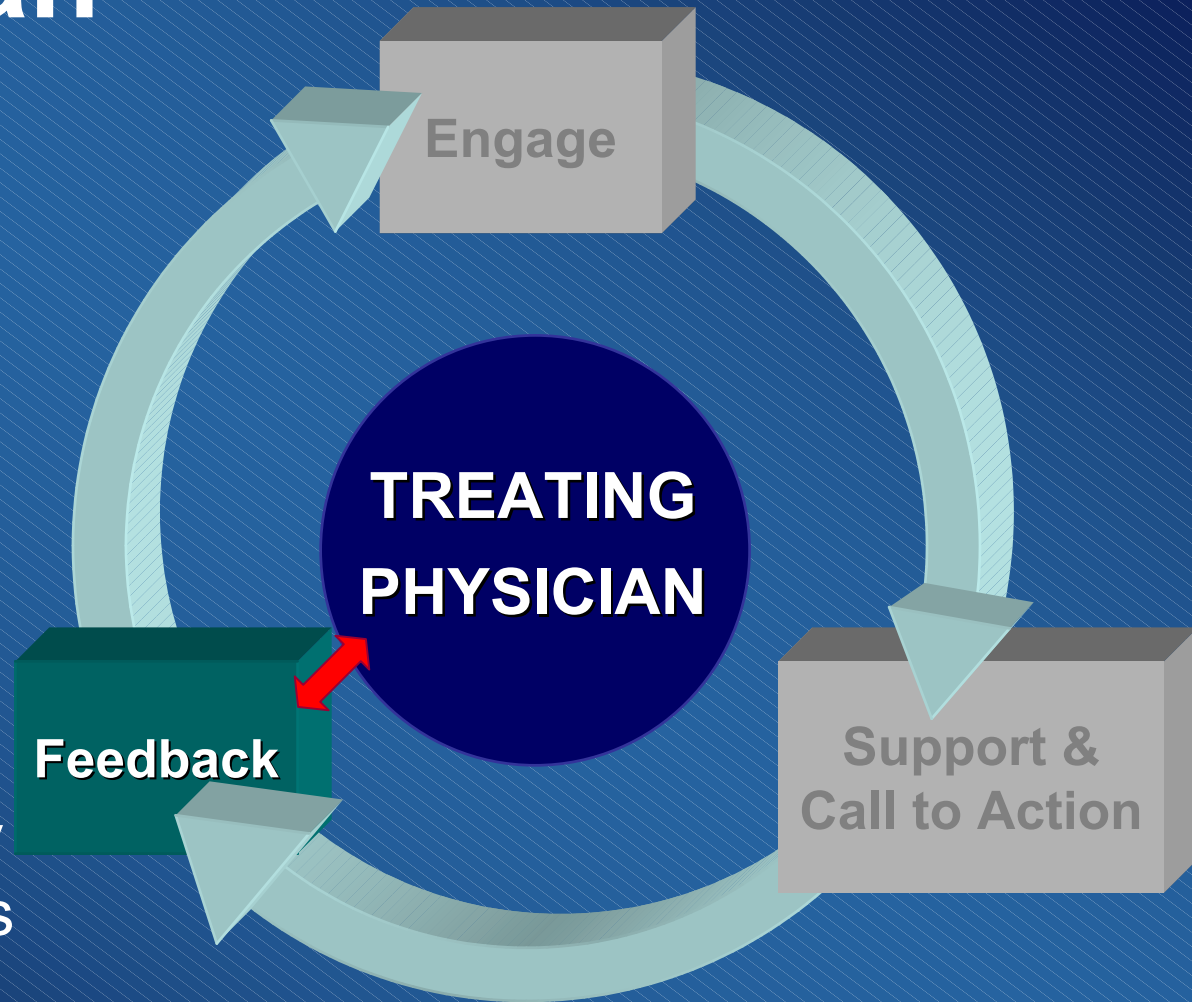 Engage
TREATING
PHYSICIAN
Feedback
Support &
Call to Action